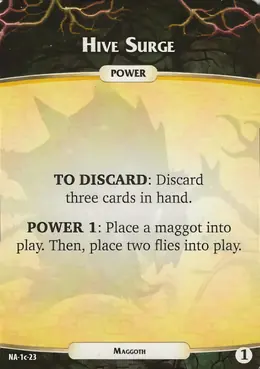 Hive Surge
POWER
TO DISCARD: Discard
three cards in hand.
POWER 1: Place a maggot into
play. Then, place two flies into play.
Maggoth
NA-1c-23
1